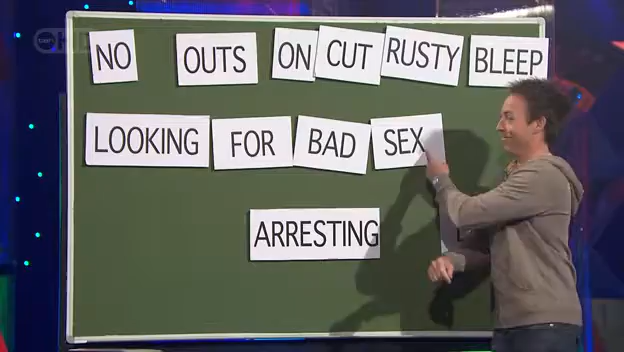 NO OUTS ON CUT RUSTY BLEEP
LOOKING FOR BAD SEX
ARRESTING